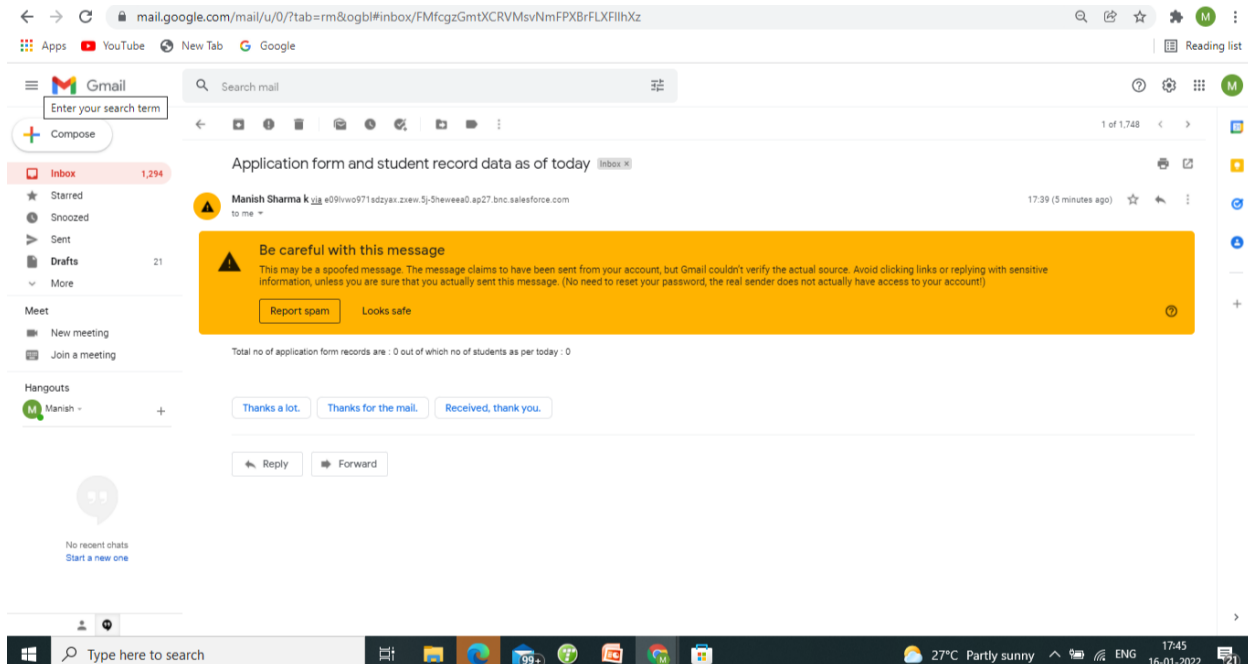 mail.google.com/mail/u/0/?tab=rm&ogbl#inbox/FMfcgzGmtXCRVMsvNmFPXBrFLXFllhXz
M
Apps YouTube New Tab G Google Reading list
Gmail Search mail M
Enter your search term
Compose 1 of 1,748
Application form and student record data as of today Inbox ×
Inbox 1,294
Starred
Snoozed
Sent
Drafts 21
More
Manish Sharma k via e09lvwo971sdzyax.zxew.5j-5heweea0.ap27.bnc.salesforce.com 17:39 (5 minutes ago)
to me
Be careful with this message
This may be a spoofed message. The message claims to have been sent from your account, but Gmail couldn't verify the actual source. Avoid clicking links or replying with sensitive
information, unless you are sure that you actually sent this message. (No need to reset your password, the real sender does not actually have access to your account!)
Report spam Looks safe
Meet
New meeting
Join a meeting
Total no of application form records are : 0 out of which no of students as per today : 0
Hangouts
M Manish +
Thanks a lot. Thanks for the mail. Received, thank you.
Reply Forward
No recent chats
Start a new one
Type here to search 99+ 27°C Partly sunny ENG 17:45
16-01-2022 21